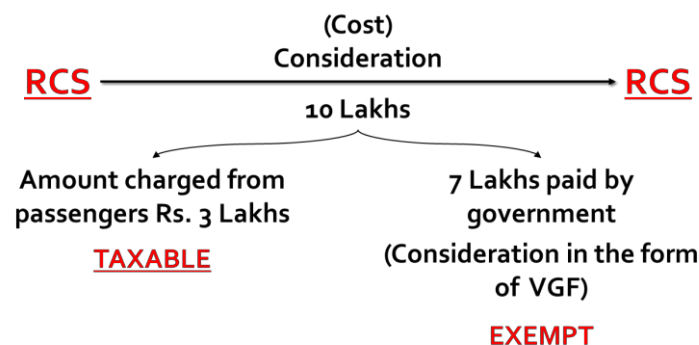 (Cost)
Consideration
RCS
RCS
10 Lakhs
Amount charged from
passengers Rs. 3 Lakhs
TAXABLE
7 Lakhs paid by
government
(Consideration in the form
of VGF)
EXEMPT